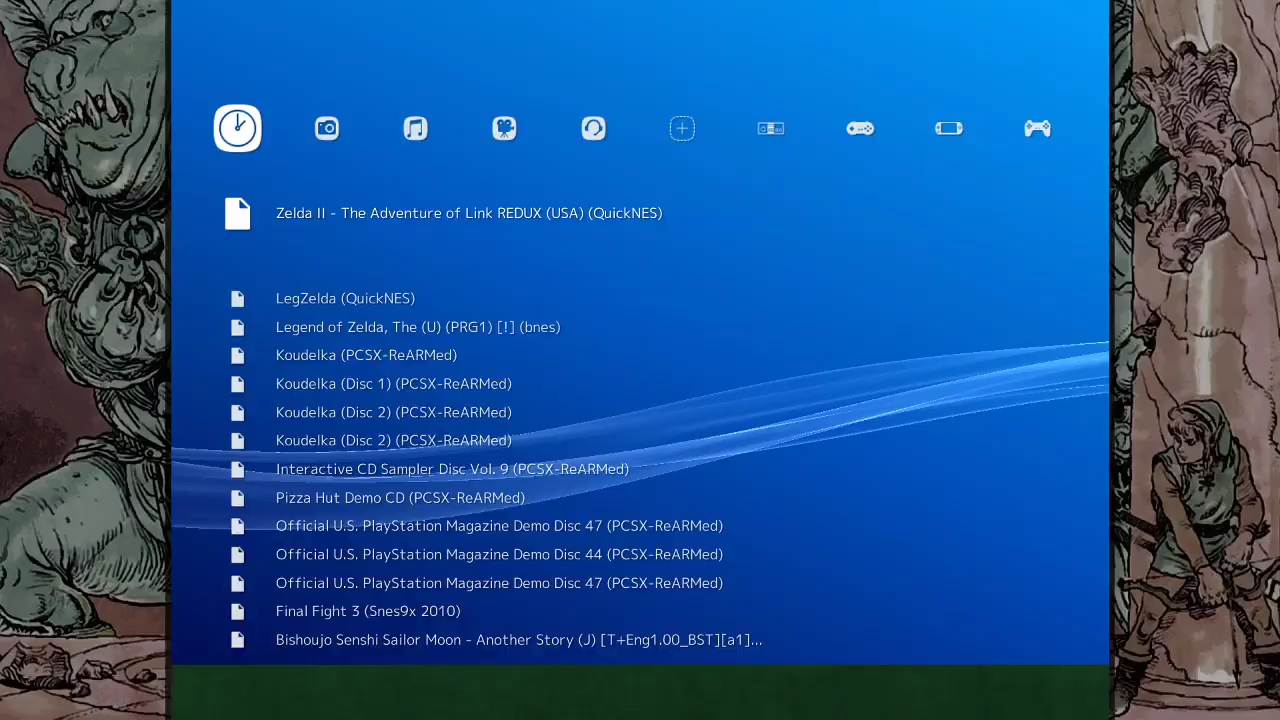 Zelda II - The Adventure of Link REDUX (USA) (QuickNES)
LegZelda (QuickNES)
Legend of Zelda, The (U) (PRG1) [!] (bnes)
Koudelka (PCSX-ReARMed)
Koudelka (Disc 1) (PCSX-ReARMed)
Koudelka (Disc 2) (PCSX-ReARMed)
Koudelka (Disc 2) (PCSX-ReARMed)
Interactive CD Sampler Disc Vol. 9 (PCSX-ReARMed)
Pizza Hut Demo CD (PCSX-ReARMed)
Official U.S. PlayStation Magazine Demo Disc 47 (PCSX-ReARMed)
Official U.S. PlayStation Magazine Demo Disc 44 (PCSX-ReARMed)
Official U.S. PlayStation Magazine Demo Disc 47 (PCSX-ReARMed)
Final Fight 3 (Snes9x 2010)
Bishoujo Senshi Sailor Moon - Another Story (J) [T+Eng1.00_BST][a1]...